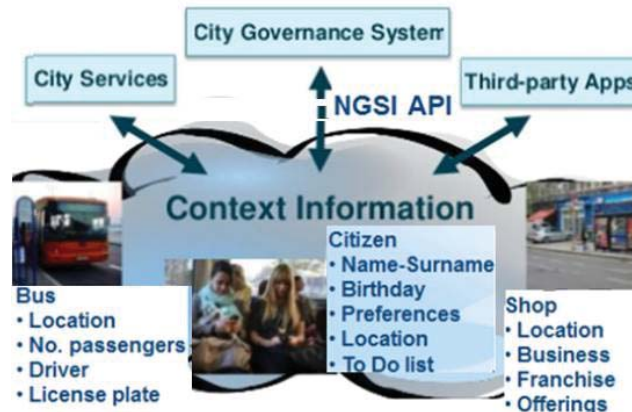 City Governance System
City Services
Third-party Apps
NGSI API
Context Information
Bus
• Location
• No. passengers
• Driver
• License plate
Citizen
• Name-Surname
• Birthday
• Preferences
• Location
• To Do list
Shop
• Location
• Business
• Franchise
• Offerings